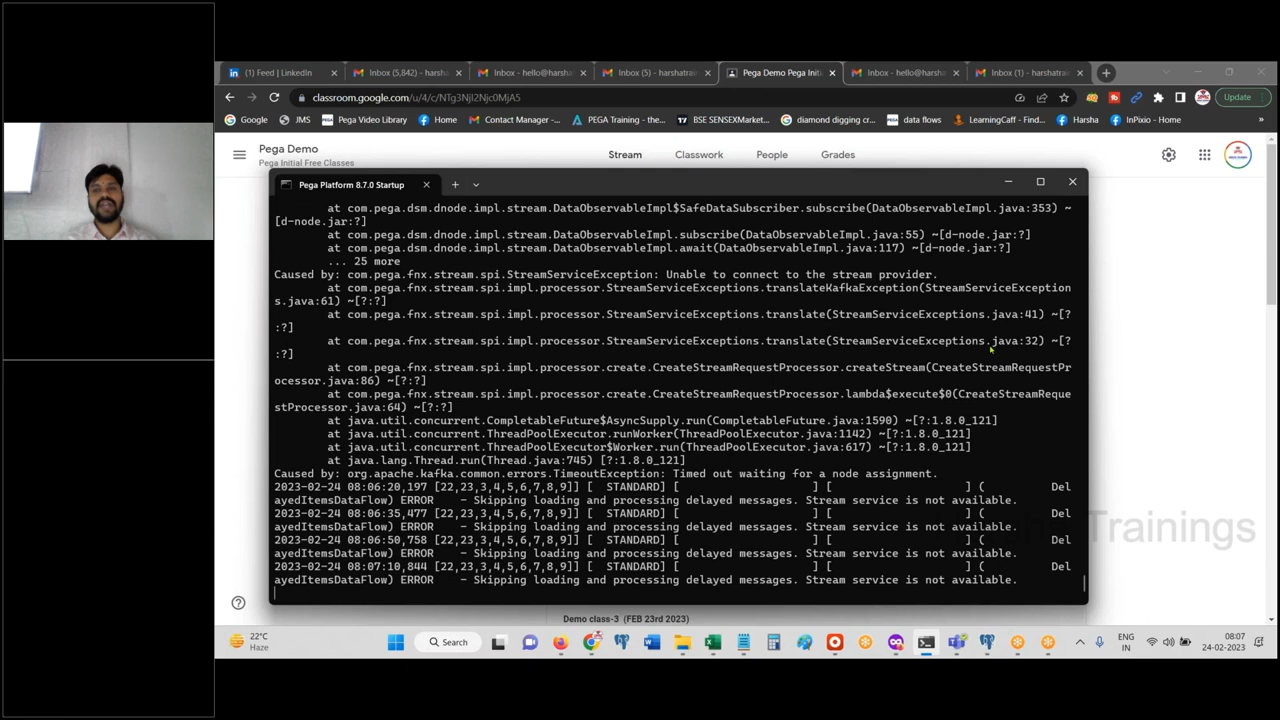 (1) Feed | LinkedIn
Inbox (5,842) - harsha
Inbox - hello@harsha
Inbox (5) - harshatrai
Pega Demo Pega Initi
Inbox - hello@harsha
Inbox (1) - harshatrain
classroom.google.com/u/4/c/NTg3NjI2Njc0MjA5
Update
Google
JMS
Pega Video Library
Home
Contact Manager -...
PEGA Training - the...
BSE SENSEXMarket...
diamond digging cr...
data flows
LearningCaff - Find...
Harsha
InPixio - Home
»
Pega Demo
Pega Initial Free Classes
Stream
Classwork
People
Grades
Pega Platform 8.7.0 Startup
at com.pega.dsm.dnode.impl.stream.DataObservableImpl$SafeDataSubscriber.subscribe(DataObservableImpl.java:353) ~
[d-node.jar:?]
at com.pega.dsm.dnode.impl.stream.DataObservableImpl.subscribe(DataObservableImpl.java:55) ~[d-node.jar:?]
at com.pega.dsm.dnode.impl.stream.DataObservableImpl.await(DataObservableImpl.java:117) ~[d-node.jar:?]
... 25 more
Caused by: com.pega.fnx.stream.spi.StreamServiceException: Unable to connect to the stream provider.
at com.pega.fnx.stream.spi.impl.processor.StreamServiceExceptions.translateKafkaException(StreamServiceException
s.java:61) ~[?:?]
at com.pega.fnx.stream.spi.impl.processor.StreamServiceExceptions.translate(StreamServiceExceptions.java:41) ~[?
:?]
at com.pega.fnx.stream.spi.impl.processor.StreamServiceExceptions.translate(StreamServiceExceptions.java:32) ~[?
:?]
at com.pega.fnx.stream.spi.impl.processor.create.CreateStreamRequestProcessor.createStream(CreateStreamRequestPr
ocessor.java:86) ~[?:?]
at com.pega.fnx.stream.spi.impl.processor.create.CreateStreamRequestProcessor.lambda$execute$0(CreateStreamReque
stProcessor.java:64) ~[?:?]
at java.util.concurrent.CompletableFuture$AsyncSupply.run(CompletableFuture.java:1590) ~[?:1.8.0_121]
at java.util.concurrent.ThreadPoolExecutor.runWorker(ThreadPoolExecutor.java:1142) ~[?:1.8.0_121]
at java.util.concurrent.ThreadPoolExecutor$Worker.run(ThreadPoolExecutor.java:617) ~[?:1.8.0_121]
at java.lang.Thread.run(Thread.java:745) [?:1.8.0_121]
Caused by: org.apache.kafka.common.errors.TimeoutException: Timed out waiting for a node assignment.
2023-02-24 08:06:20,197 [22,23,3,4,5,6,7,8,9]] [ STANDARD] [ ] [ ] ( Del
ayedItemsDataFlow) ERROR - Skipping loading and processing delayed messages. Stream service is not available.
2023-02-24 08:06:35,477 [22,23,3,4,5,6,7,8,9]] [ STANDARD] [ ] [ ] ( Del
ayedItemsDataFlow) ERROR - Skipping loading and processing delayed messages. Stream service is not available.
2023-02-24 08:06:50,758 [22,23,3,4,5,6,7,8,9]] [ STANDARD] [ ] [ ] ( Del
ayedItemsDataFlow) ERROR - Skipping loading and processing delayed messages. Stream service is not available.
2023-02-24 08:07:10,844 [22,23,3,4,5,6,7,8,9]] [ STANDARD] [ ] [ ] ( Del
ayedItemsDataFlow) ERROR - Skipping loading and processing delayed messages. Stream service is not available.
Trainings
Demo class-3 (FEB 23rd 2023)
22°C
Haze
Search
ENG
IN
08:07
24-02-2023